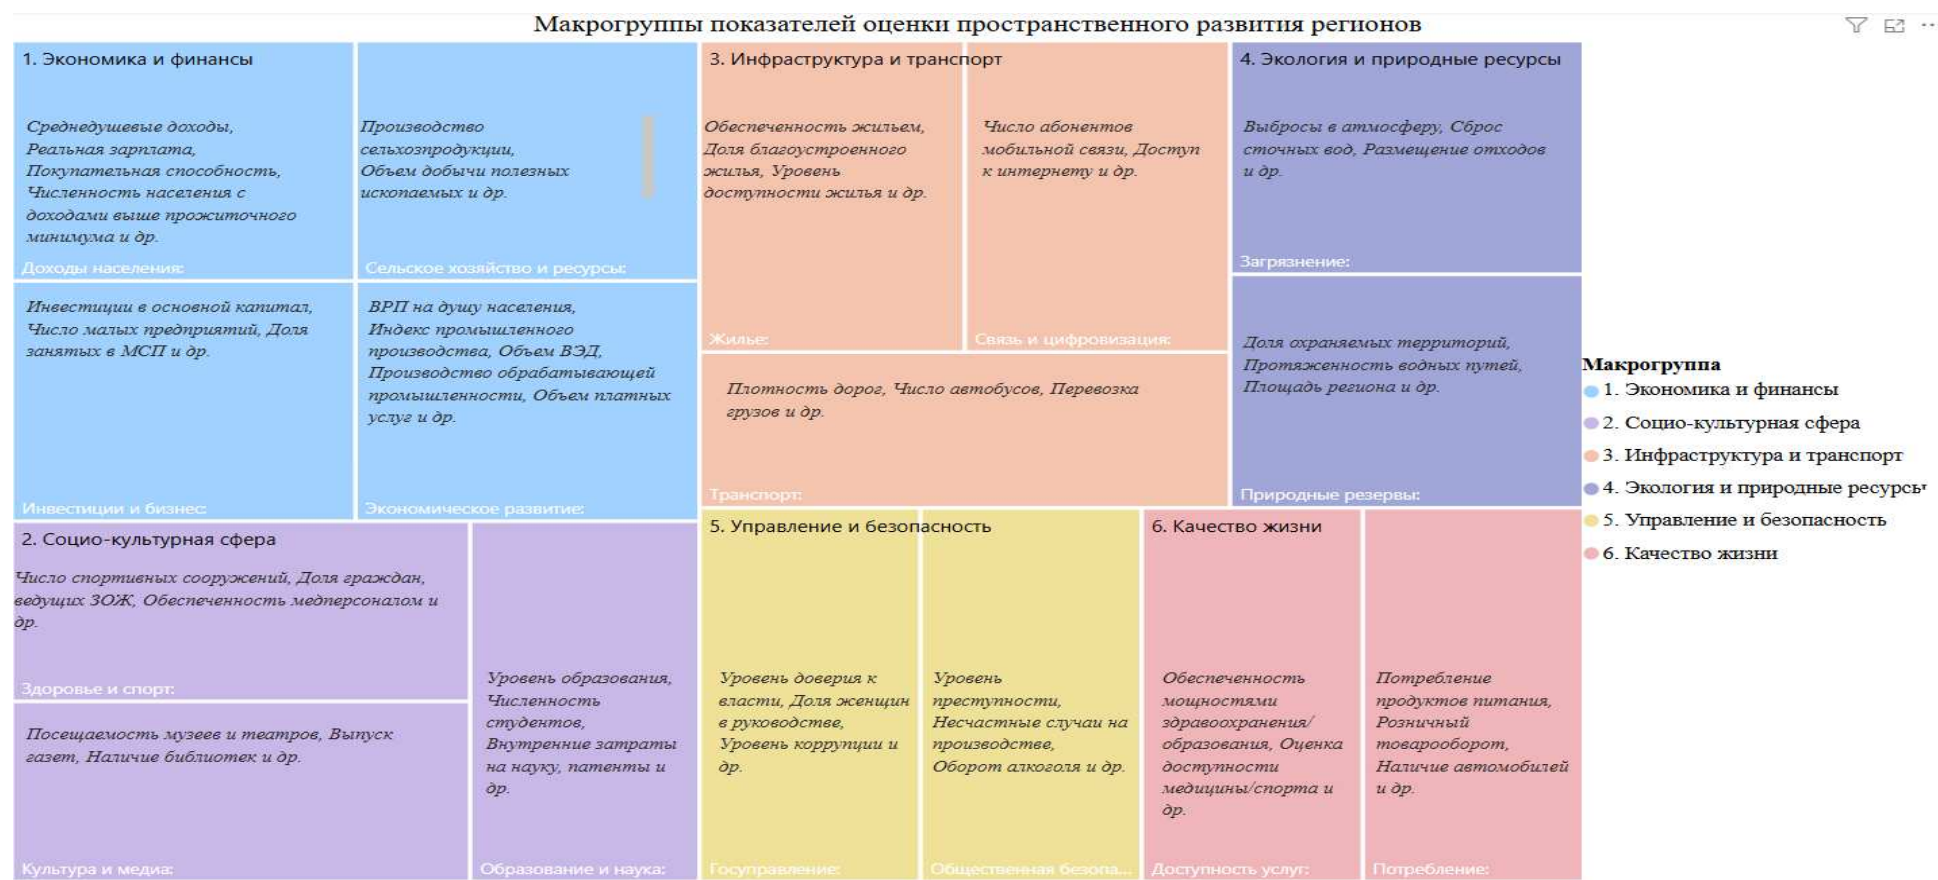 Макрогруппы показателей оценки пространственного развития регионов
1. Экономика и финансы
Среднедушевые доходы,
Реальная зарплата,
Покупательная способность,
Численность населения с
доходами выше прожиточного
минимума и др.
Доходы населения:
Производство
сельхозпродукции,
Объем добычи полезных
ископаемых и др.
Сельское хозяйство и ресурсы:
Инвестиции в основной капитал,
Число малых предприятий, Доля
занятых в МСП и др.
Инвестиции и бизнес:
ВРП на душу населения,
Индекс промышленного
производства, Объем ВЭД,
Производство обрабатывающей
промышленности, Объем платных
услуг и др.
Экономическое развитие:
2. Социо-культурная сфера
Число спортивных сооружений, Доля граждан,
ведущих ЗОЖ, Обеспеченность медперсоналом и
др.
Здоровье и спорт:
Посещаемость музеев и театров, Выпуск
газет, Наличие библиотек и др.
Культура и медиа:
Уровень образования,
Численность
студентов,
Внутренние затраты
на науку, патенты и
др.
Образование и наука:
3. Инфраструктура и транспорт
Обеспеченность жильем,
Доля благоустроенного
жилья, Уровень
доступности жилья и др.
Жилье:
Число абонентов
мобильной связи, Доступ
к интернету и др.
Связь и цифровизация:
Плотность дорог, Число автобусов, Перевозка
грузов и др.
Транспорт:
4. Экология и природные ресурсы
Выбросы в атмосферу, Сброс
сточных вод, Размещение отходов
и др.
Загрязнение:
Доля охраняемых территорий,
Протяженность водных путей,
Площадь региона и др.
Природные резервы:
5. Управление и безопасность
Уровень доверия к
власти, Доля женщин
в руководстве,
Уровень коррупции и
др.
Госуправление:
Уровень
преступности,
Несчастные случаи на
производстве,
Оборот алкоголя и др.
Общественная безопа...
6. Качество жизни
Обеспеченность
мощностями
здравоохранения/
образования, Оценка
доступности
медицины/спорта и
др.
Доступность услуг:
Потребление
продуктов питания,
Розничный
товарооборот,
Наличие автомобилей
и др.
Потребление:
Макрогруппа
1. Экономика и финансы
2. Социо-культурная сфера
3. Инфраструктура и транспорт
4. Экология и природные ресурсы
5. Управление и безопасность
6. Качество жизни